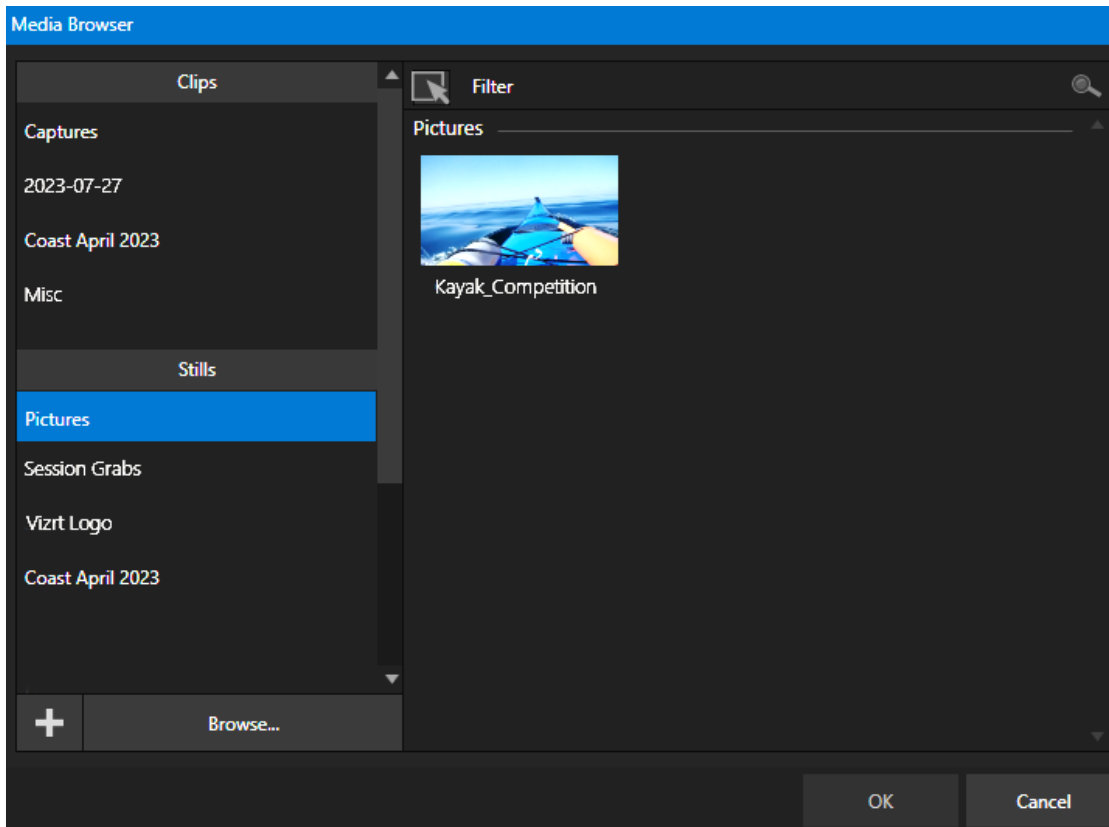 Media Browser
Clips
Captures
2023-07-27
Coast April 2023
Misc
Stills
Pictures
Session Grabs
Vizrt Logo
Coast April 2023
Browse...
Filter
Pictures
Kayak_Competition
OK
Cancel